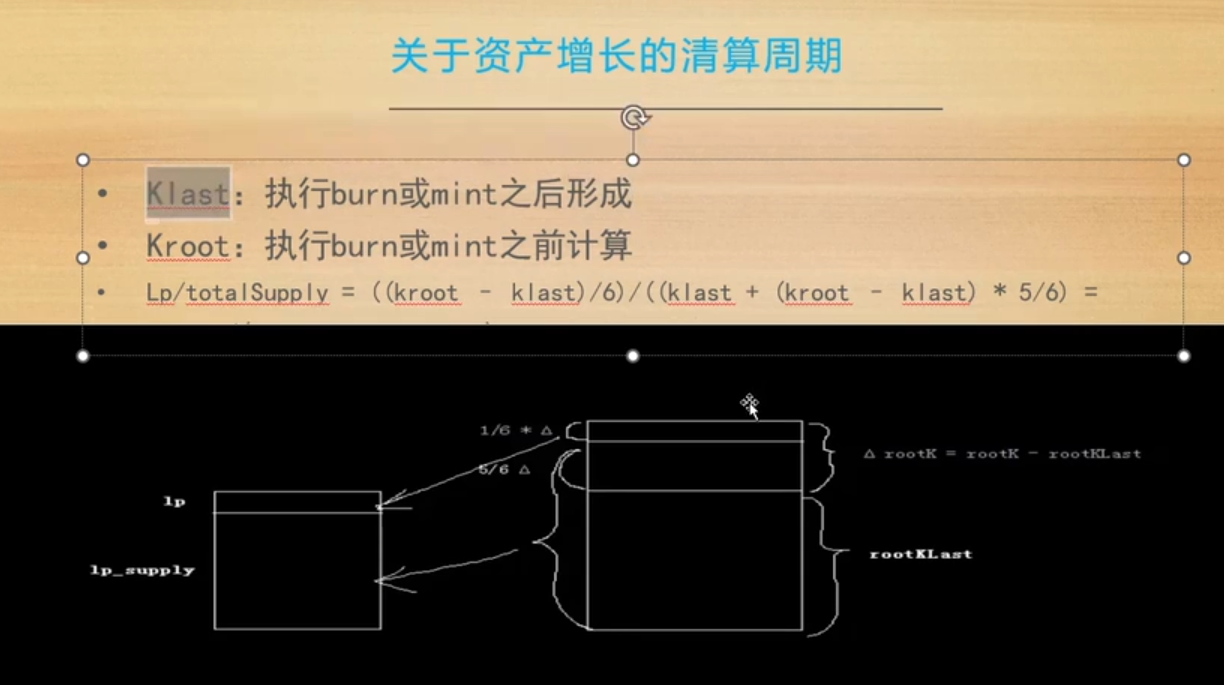 关于资产增长的清算周期
• Klast：执行burn或mint之后形成
• Kroot：执行burn或mint之前计算
• Lp/totalSupply = ((kroot - klast)/6)/((klast + (kroot - klast) * 5/6) =
1/6 * △
△ rootK = rootK - rootKLast
5/6 △
lp
rootKLast
lp_supply